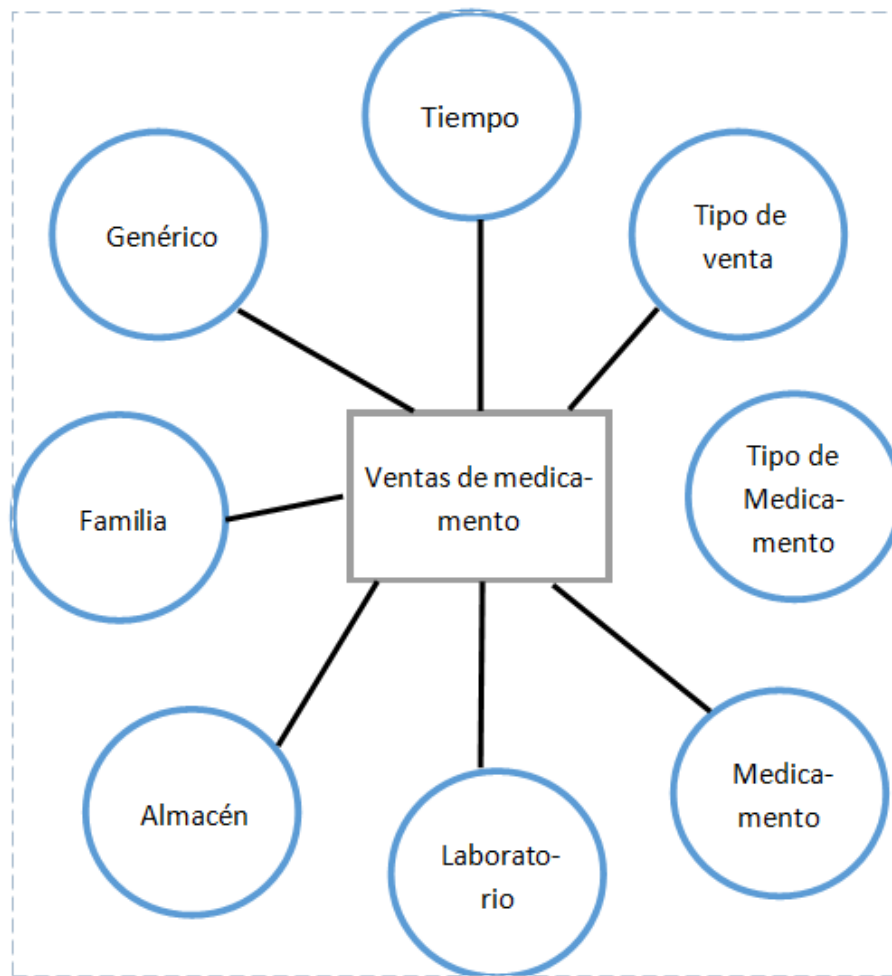 Tiempo
Genérico
Tipo de
venta
Ventas de medica-
mento
Tipo de
Medica-
mento
Familia
Almacén
Laborato-
rio
Medica-
mento